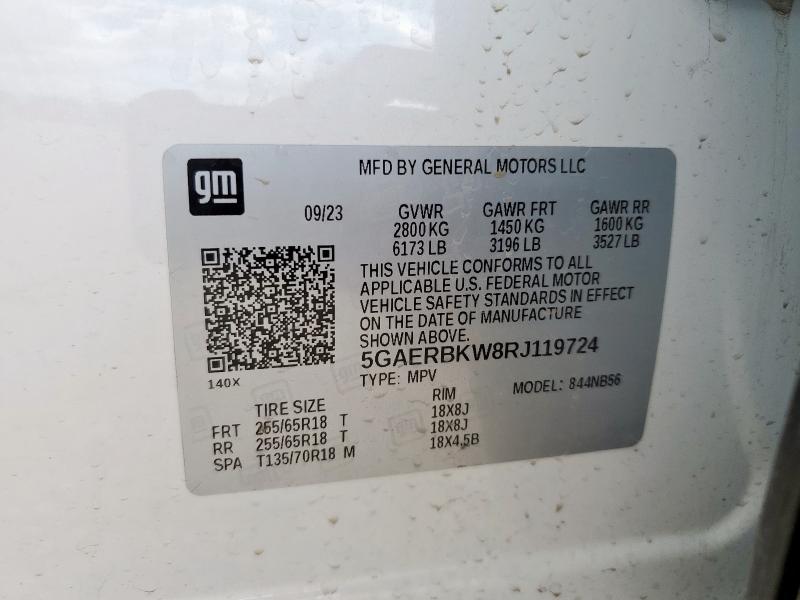 gm
MFD BY GENERAL MOTORS LLC
09/23
GVWR GAWR FRT GAWR RR
2800 KG 1450 KG 1600 KG
6173 LB 3196 LB 3527 LB
THIS VEHICLE CONFORMS TO ALL
APPLICABLE U.S. FEDERAL MOTOR
VEHICLE SAFETY STANDARDS IN EFFECT
ON THE DATE OF MANUFACTURE
SHOWN ABOVE.
5GAERBKW8RJ119724
140X
TYPE: MPV MODEL: 844NB56
TIRE SIZE RIM
FRT 255/65R18 T 18X8J
RR 255/65R18 T 18X8J
SPA T135/70R18 M 18X4,5B